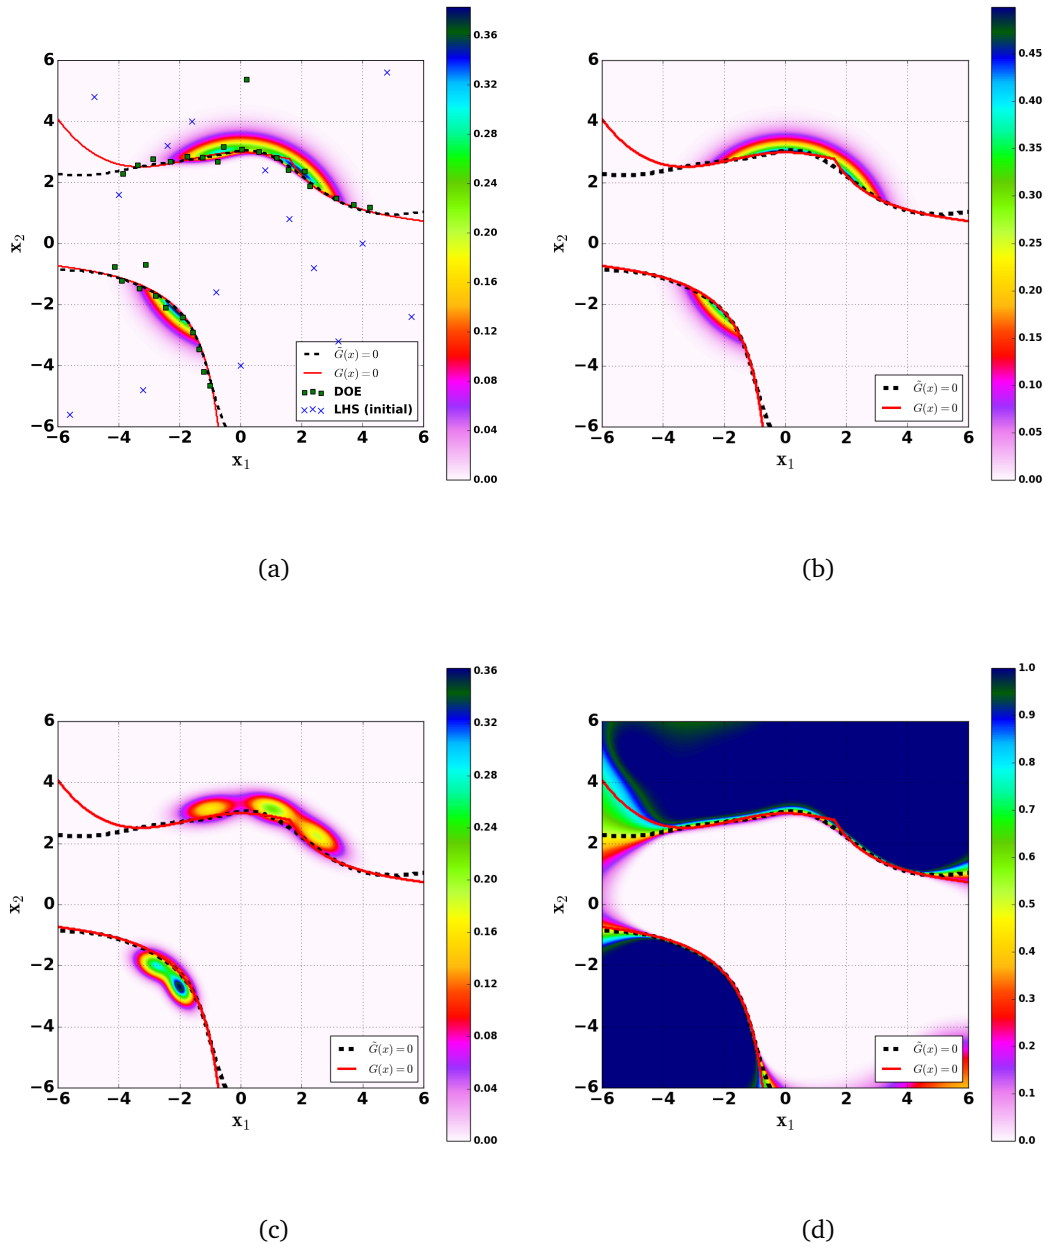 0.36
0.32
0.28
0.24
0.20
0.16
0.12
0.08
0.04
0.00
6
4
2
0
−2
−4
−6
x₂
−6 −4 −2 0 2 4 6
x₁
G̃(x) = 0
G(x) = 0
DOE
LHS (initial)
(a)
0.45
0.40
0.35
0.30
0.25
0.20
0.15
0.10
0.05
0.00
6
4
2
0
−2
−4
−6
x₂
−6 −4 −2 0 2 4 6
x₁
G̃(x) = 0
G(x) = 0
(b)
0.36
0.32
0.28
0.24
0.20
0.16
0.12
0.08
0.04
0.00
6
4
2
0
−2
−4
−6
x₂
−6 −4 −2 0 2 4 6
x₁
G̃(x) = 0
G(x) = 0
(c)
1.0
0.9
0.8
0.7
0.6
0.5
0.4
0.3
0.2
0.1
0.0
6
4
2
0
−2
−4
−6
x₂
−6 −4 −2 0 2 4 6
x₁
G̃(x) = 0
G(x) = 0
(d)